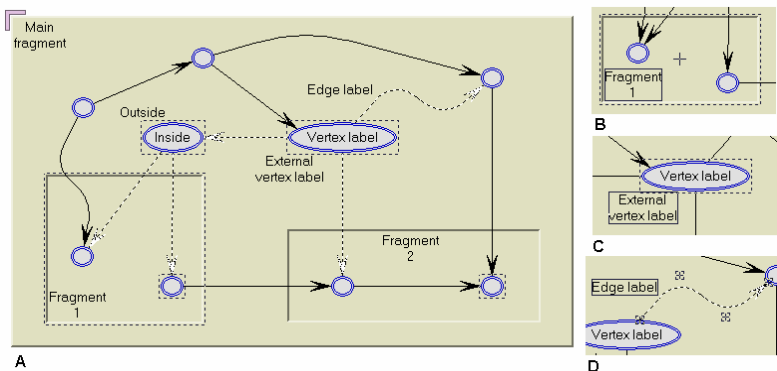 Main
fragment
Edge label
Outside
Inside
Vertex label
External
vertex label
Fragment
1
Fragment
2
A
Fragment
1
B
Vertex label
External
vertex label
C
Edge label
Vertex label
D